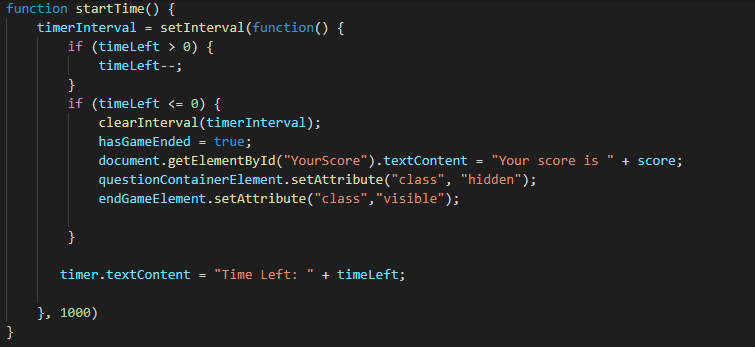 function startTime() {
    timerInterval = setInterval(function() {
        if (timeLeft > 0) {
            timeLeft--;
        }
        if (timeLeft <= 0) {
            clearInterval(timerInterval);
            hasGameEnded = true;
            document.getElementById("YourScore").textContent = "Your score is " + score;
            questionContainerElement.setAttribute("class", "hidden");
            endGameElement.setAttribute("class","visible");
        }
       timer.textContent = "Time Left: " + timeLeft;
    }, 1000)
}